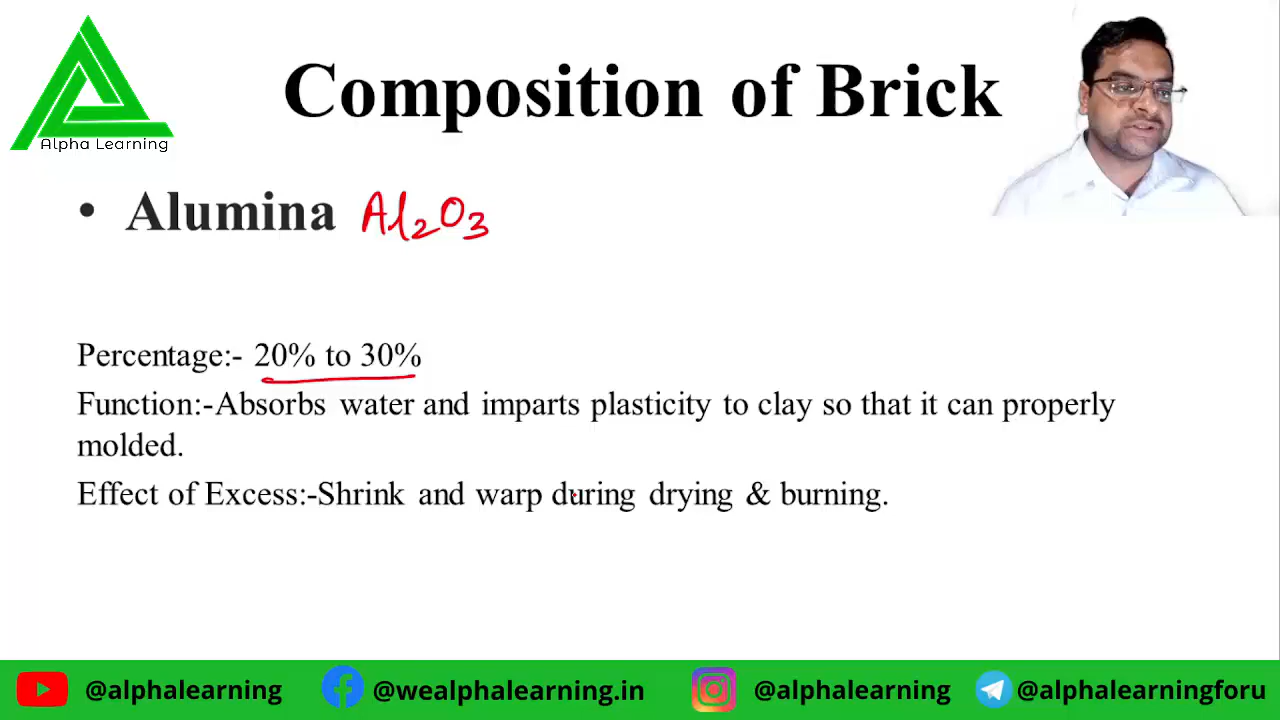 Composition of Brick
Alpha Learning
• Alumina Al₂O₃
Percentage:- 20% to 30%
Function:-Absorbs water and imparts plasticity to clay so that it can properly
molded.
Effect of Excess:-Shrink and warp during drying & burning.
@alphalearning @wealphalearning.in @alphalearning @alphalearningforu